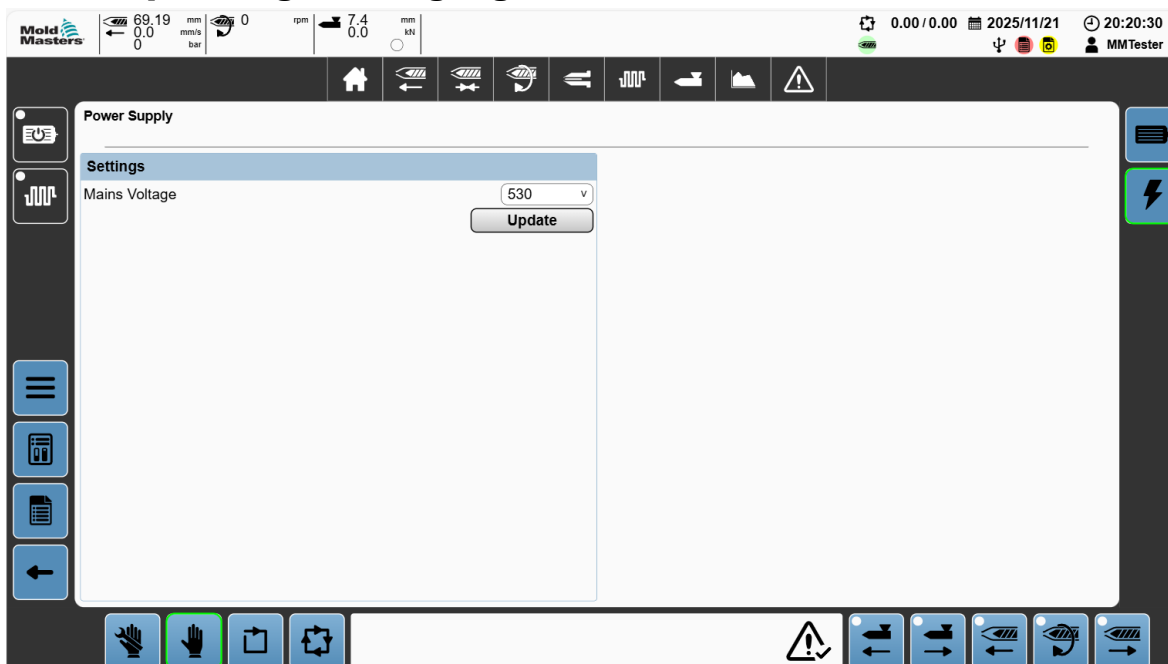 Mold Masters
69.19 mm
0.0 mm/s
0 bar
0 rpm
7.4 mm
0.0 kN
0.00 / 0.00 2025/11/21 20:20:30
MMTester
Power Supply
Settings
Mains Voltage 530 v
Update